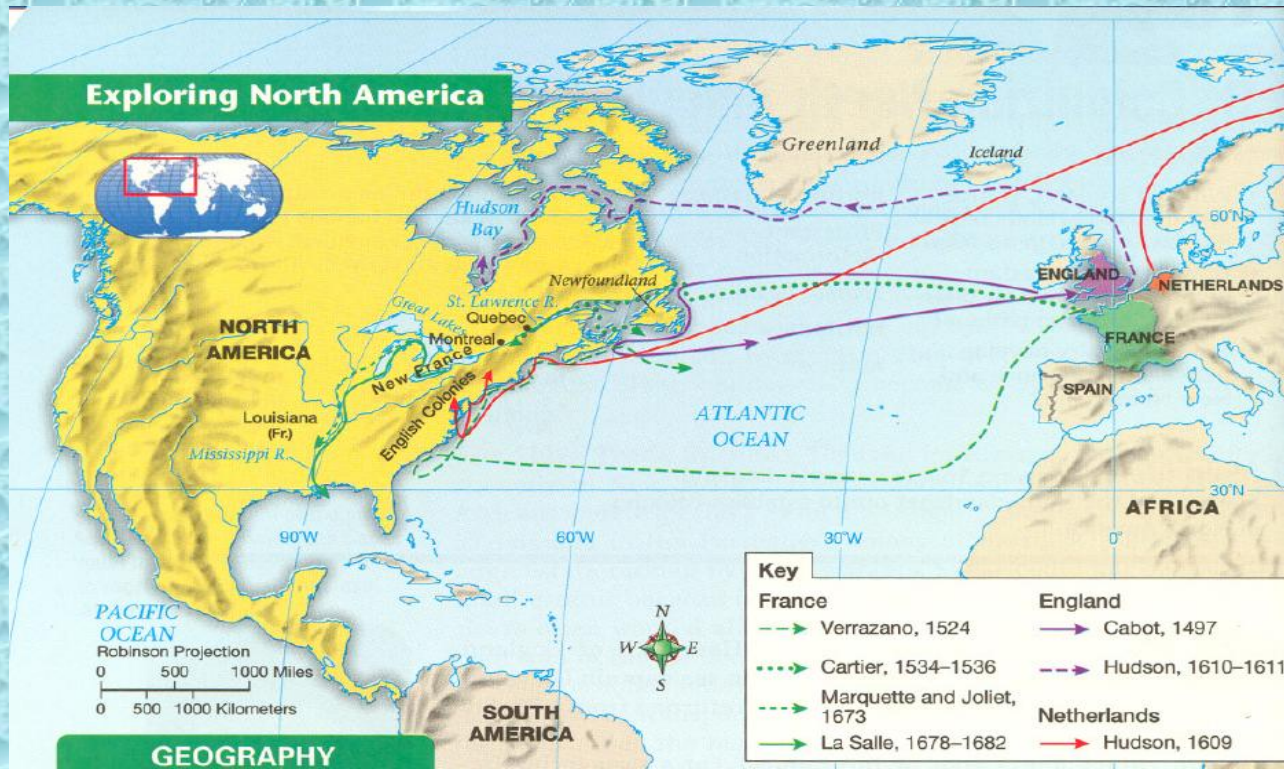 Exploring North America
Greenland
Iceland
Hudson
Bay
60°N
ENGLAND
NETHERLANDS
Newfoundland
St. Lawrence R.
Great Lakes
Quebec
NORTH
AMERICA
Montreal
New France
FRANCE
English Colonies
SPAIN
Louisiana
(Fr.)
ATLANTIC
OCEAN
Mississippi R.
30°N
AFRICA
90°W
60°W
30°W
0°
PACIFIC
OCEAN
Robinson Projection
0 500 1000 Miles
0 500 1000 Kilometers
N
W E
S
SOUTH
AMERICA
GEOGRAPHY
Key
France
Verrazano, 1524
Cartier, 1534–1536
Marquette and Joliet,
1673
La Salle, 1678–1682
England
Cabot, 1497
Hudson, 1610–1611
Netherlands
Hudson, 1609